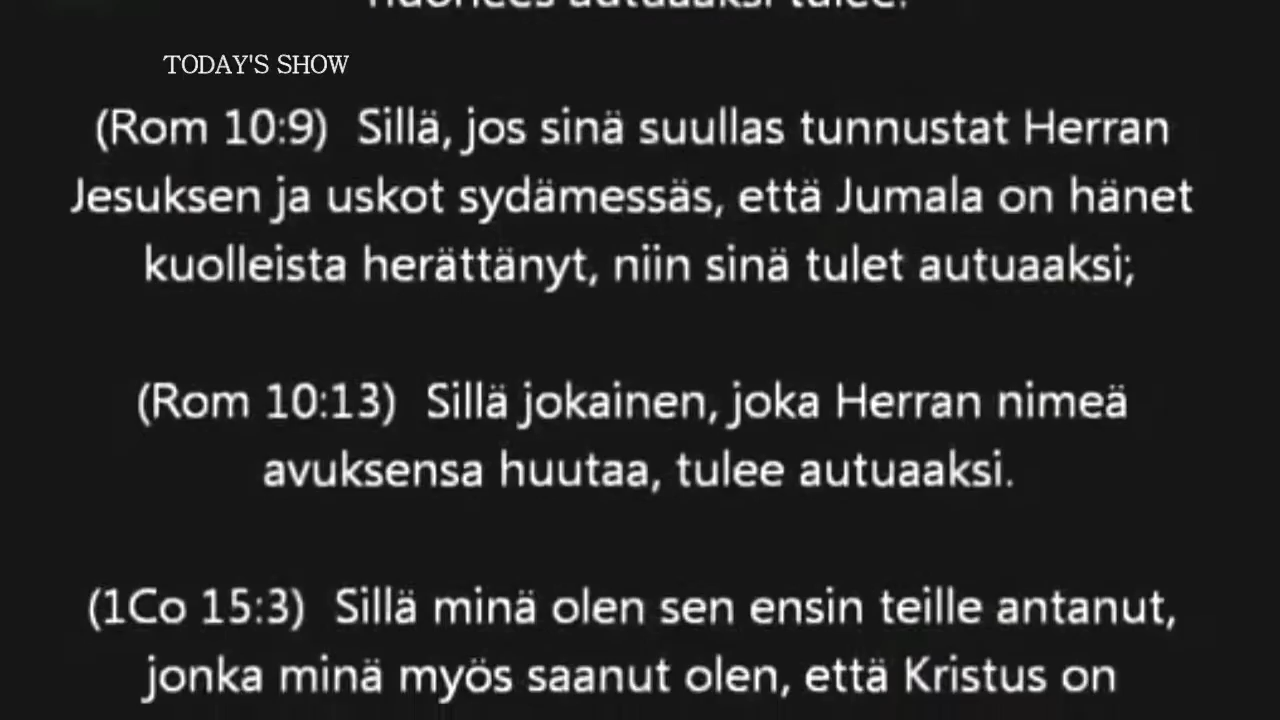 autuaaksi tulee.
TODAY'S SHOW
(Rom 10:9) Sillä, jos sinä suullas tunnustat Herran
Jesuksen ja uskot sydämessäs, että Jumala on hänet
kuolleista herättänyt, niin sinä tulet autuaaksi;
(Rom 10:13) Sillä jokainen, joka Herran nimeä
avuksensa huutaa, tulee autuaaksi.
(1Co 15:3) Sillä minä olen sen ensin teille antanut,
jonka minä myös saanut olen, että Kristus on